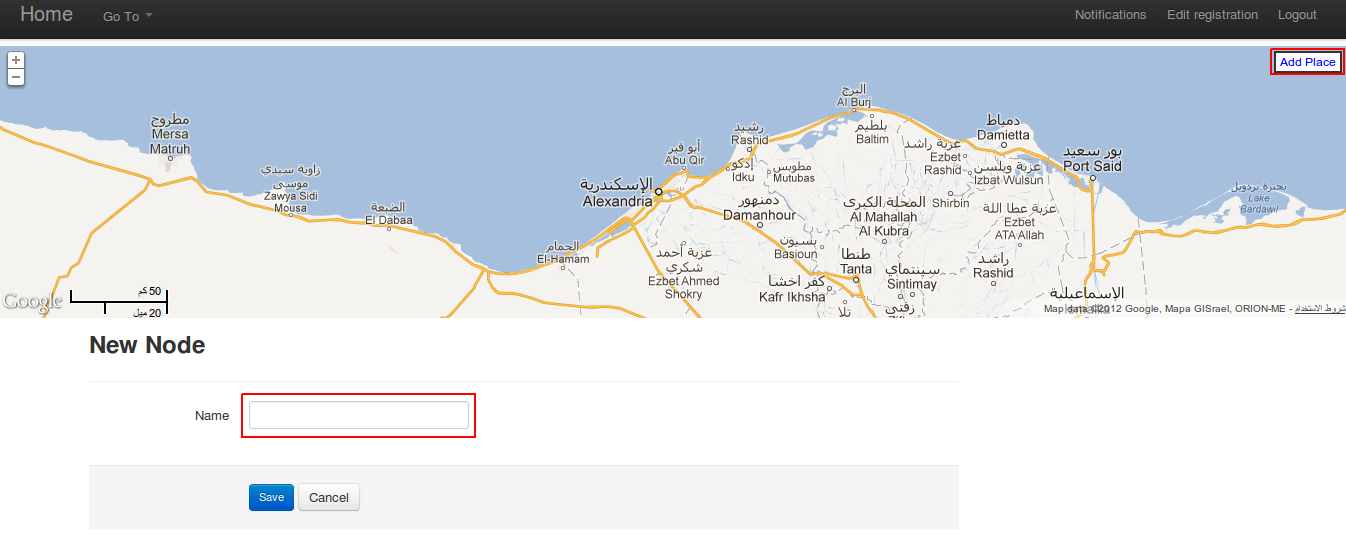 Home
Go To
Notifications
Edit registration
Logout
+
−
Add Place
مطروح
Mersa
Matruh
زاوية سيدي
موسى
Zawya Sidi
Mousa
الضبعة
El Dabaa
الحمام
El-Hamam
الإسكندرية
Alexandria
أبو قير
Abu Qir
رشيد
Rashid
إدكو
Idku
مطوبس
Mutubas
البرج
Al Burj
بلطيم
Baltim
دمياط
Damietta
عزبة راشد
Ezbet
Rashid
عزبة ويلسن
Izbat Wulsun
بور سعيد
Port Said
بحيرة بردويل
Lake
Bardawil
دمنهور
Damanhour
المحلة الكبرى
Al Mahallah
Al Kubra
Shirbin
عزبة عطا الله
Ezbet
ATA Allah
عزبة احمد
شكري
Ezbet Ahmed
Shokry
بسيون
Basioun
طنطا
Tanta
كفر اخشا
Kafr Ikhsha
سبنتماي
Sintimay
راشد
Rashid
الإسماعيلية
تلا
زفتي
Google
50 كم
20 ميل
Map data ©2012 Google, Mapa GISrael, ORION-ME - شروط الاستخدام
New Node
Name
Save
Cancel